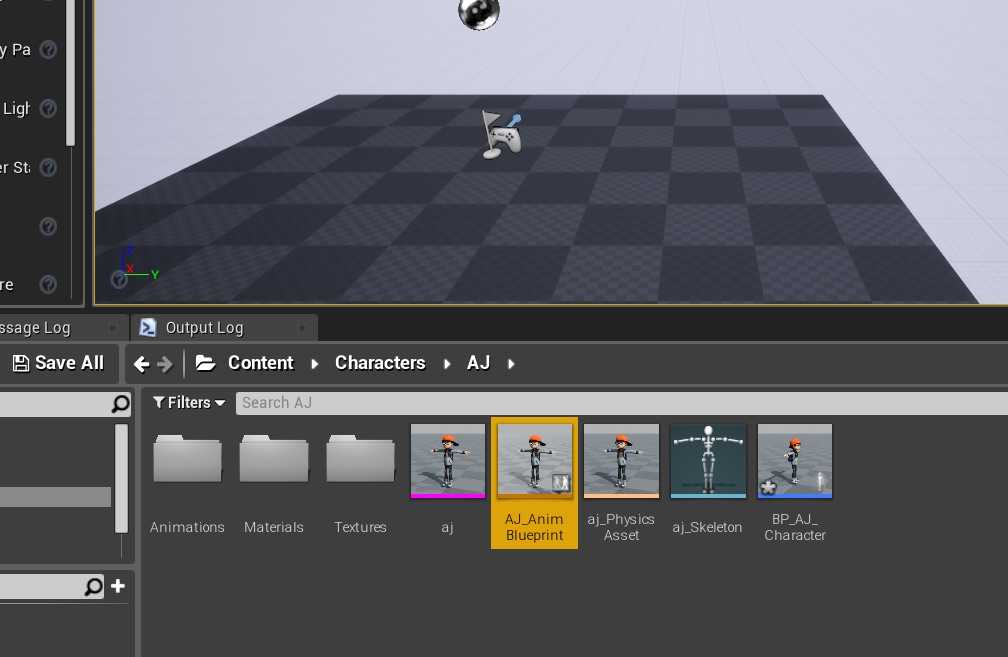 y Pa
Ligh
er Sta
re
Z
X
Y
ssage Log
Output Log
Save All
Content
Characters
AJ
Filters
Search AJ
Animations
Materials
Textures
aj
AJ_Anim
Blueprint
aj_Physics
Asset
aj_Skeleton
BP_AJ_
Character